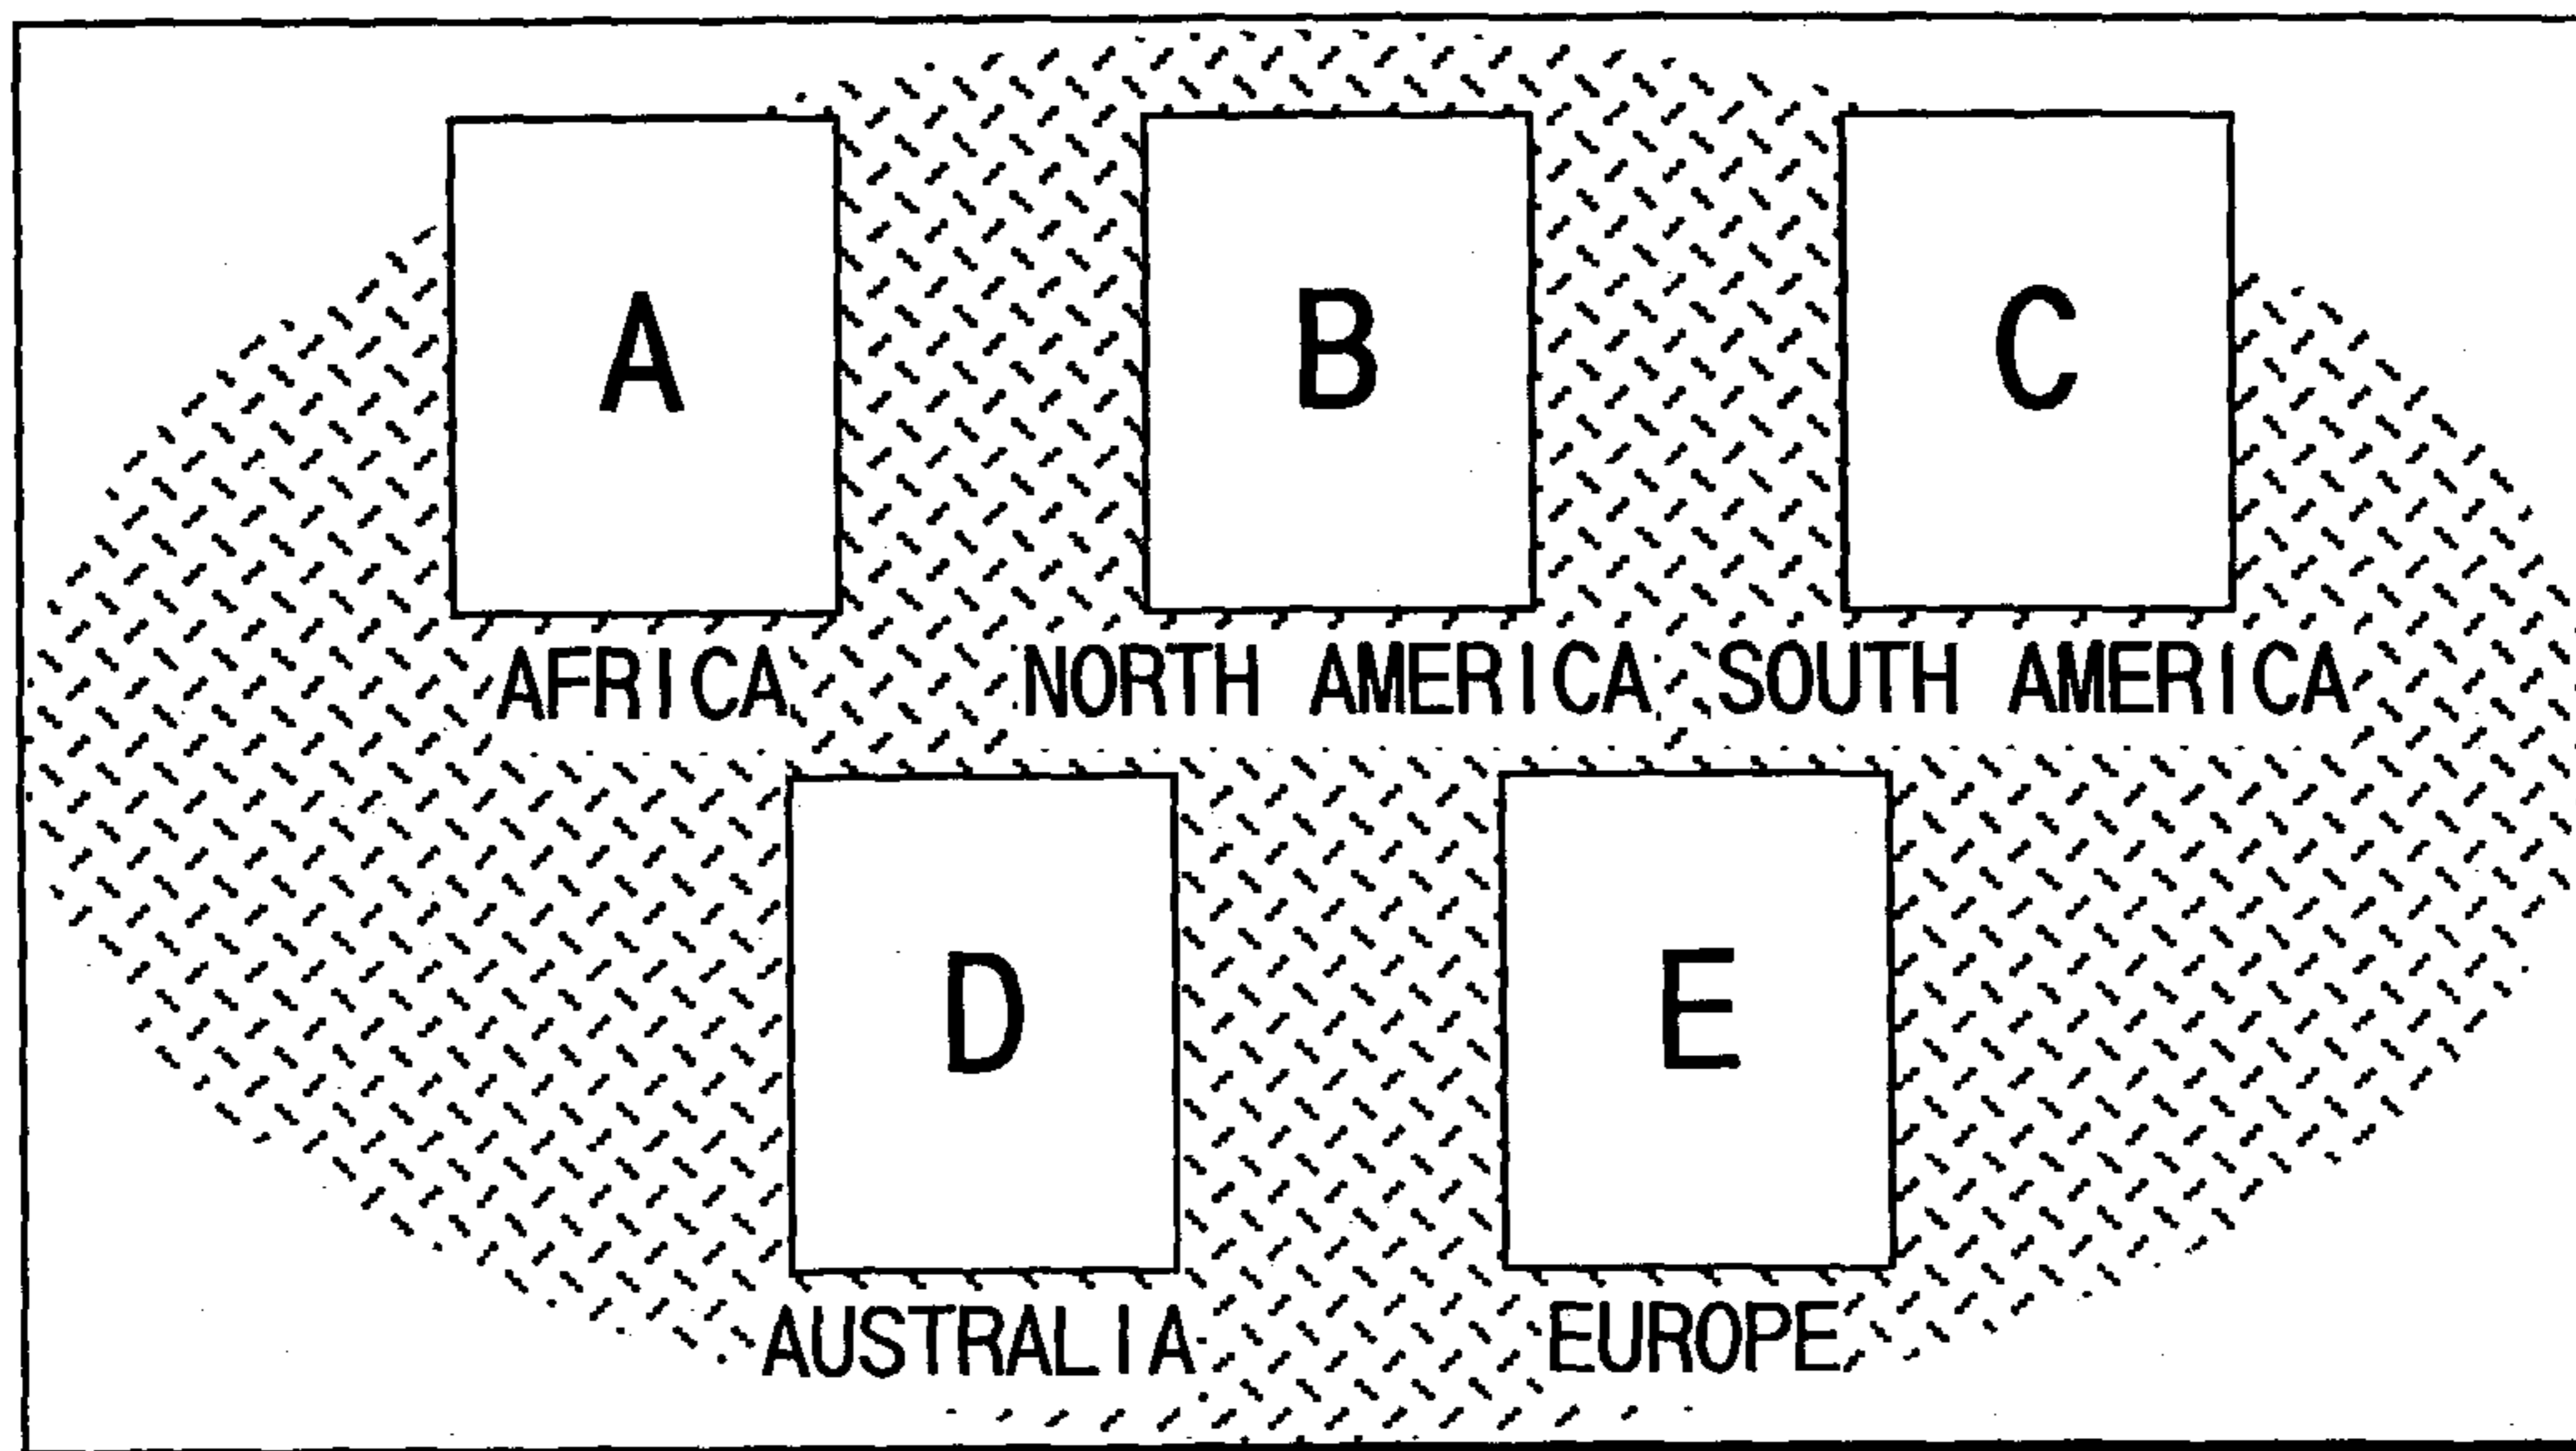 A B C
AFRICA NORTH AMERICA SOUTH AMERICA
D E
AUSTRALIA EUROPE